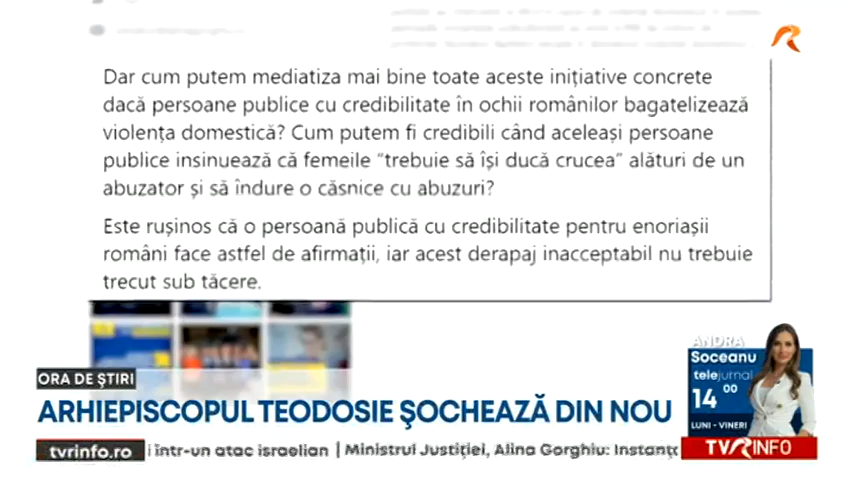 Dar cum putem mediatiza mai bine toate aceste inițiative concrete
dacă persoane publice cu credibilitate în ochii românilor bagatelizează
violența domestică? Cum putem fi credibili când aceleași persoane
publice insinuează că femeile “trebuie să își ducă crucea” alături de un
abuzator și să îndure o căsnice cu abuzuri?
Este rușinos că o persoană publică cu credibilitate pentru enoriașii
români face astfel de afirmații, iar acest derapaj inacceptabil nu trebuie
trecut sub tăcere.
ANDRA
Soceanu
telejurnal
14 00
LUNI - VINERI
ORA DE ŞTIRI
ARHIEPISCOPUL TEODOSIE ŞOCHEAZĂ DIN NOU
tvrinfo.ro
i într-un atac israelian | Ministrul Justiției, Alina Gorghiu: Instanț
TVR INFO